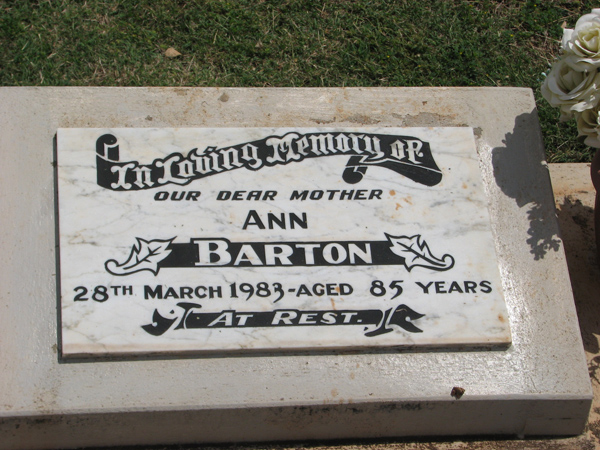 In Loving Memory of
OUR DEAR MOTHER
ANN
BARTON
28TH MARCH 1983-AGED 85 YEARS
AT REST.